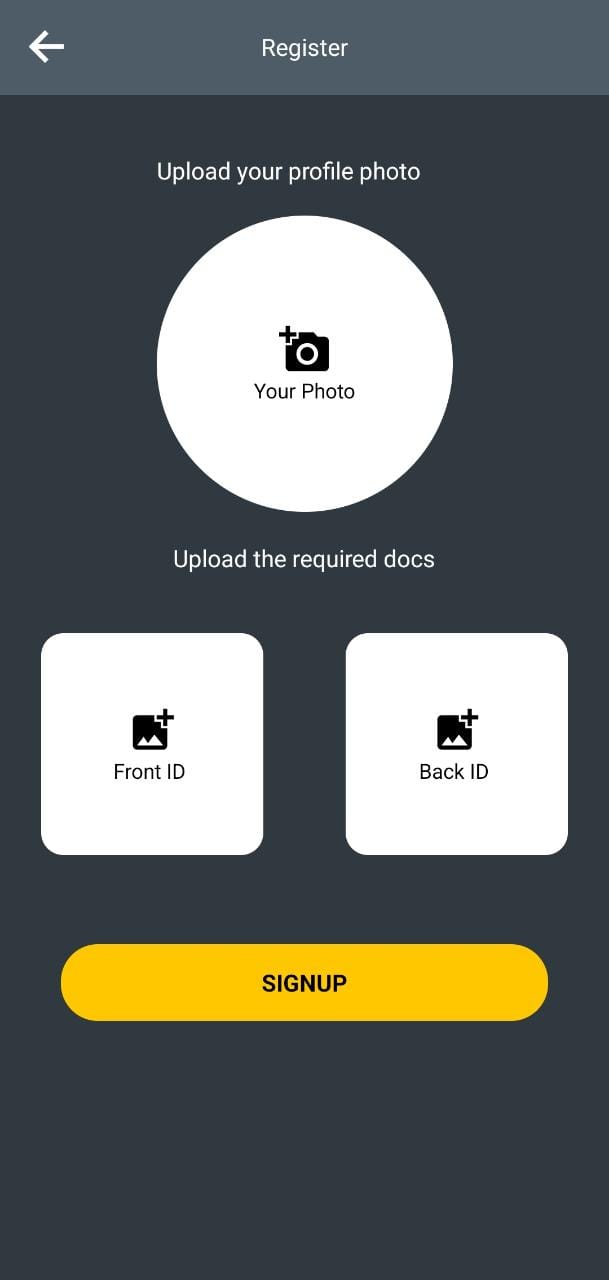 Register
Upload your profile photo
Your Photo
Upload the required docs
Front ID
Back ID
SIGNUP